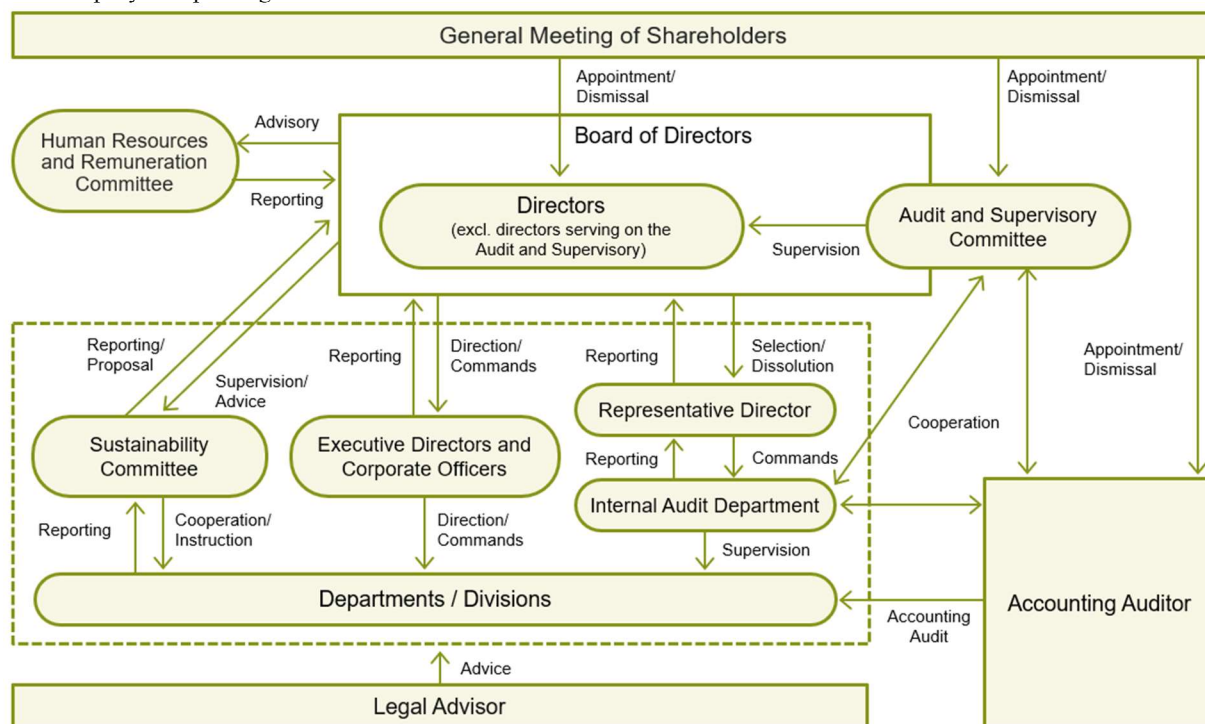 General Meeting of Shareholders
Appointment/
Dismissal
Appointment/
Dismissal
Advisory
Human Resources
and Remuneration
Committee
Reporting
Board of Directors
Directors
(excl. directors serving on the
Audit and Supervisory)
Supervision
Audit and Supervisory
Committee
Reporting/
Proposal
Supervision/
Advice
Reporting
Direction/
Commands
Reporting
Selection/
Dissolution
Appointment/
Dismissal
Sustainability
Committee
Executive Directors and
Corporate Officers
Representative Director
Cooperation
Reporting
Commands
Internal Audit Department
Reporting
Cooperation/
Instruction
Direction/
Commands
Supervision
Departments / Divisions
Accounting
Audit
Accounting Auditor
Advice
Legal Advisor